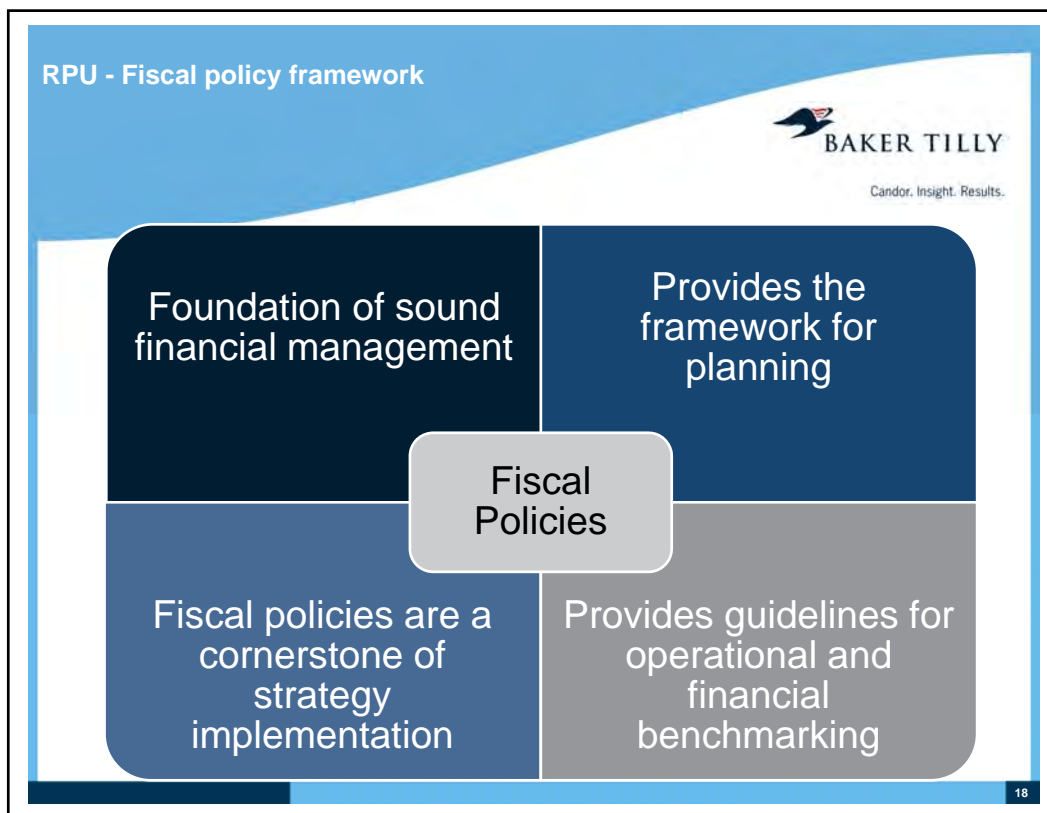 RPU - Fiscal policy framework
BAKER TILLY
Candor. Insight. Results.
Foundation of sound
financial management
Provides the
framework for
planning
Fiscal
Policies
Fiscal policies are a
cornerstone of
strategy
implementation
Provides guidelines for
operational and
financial
benchmarking
18